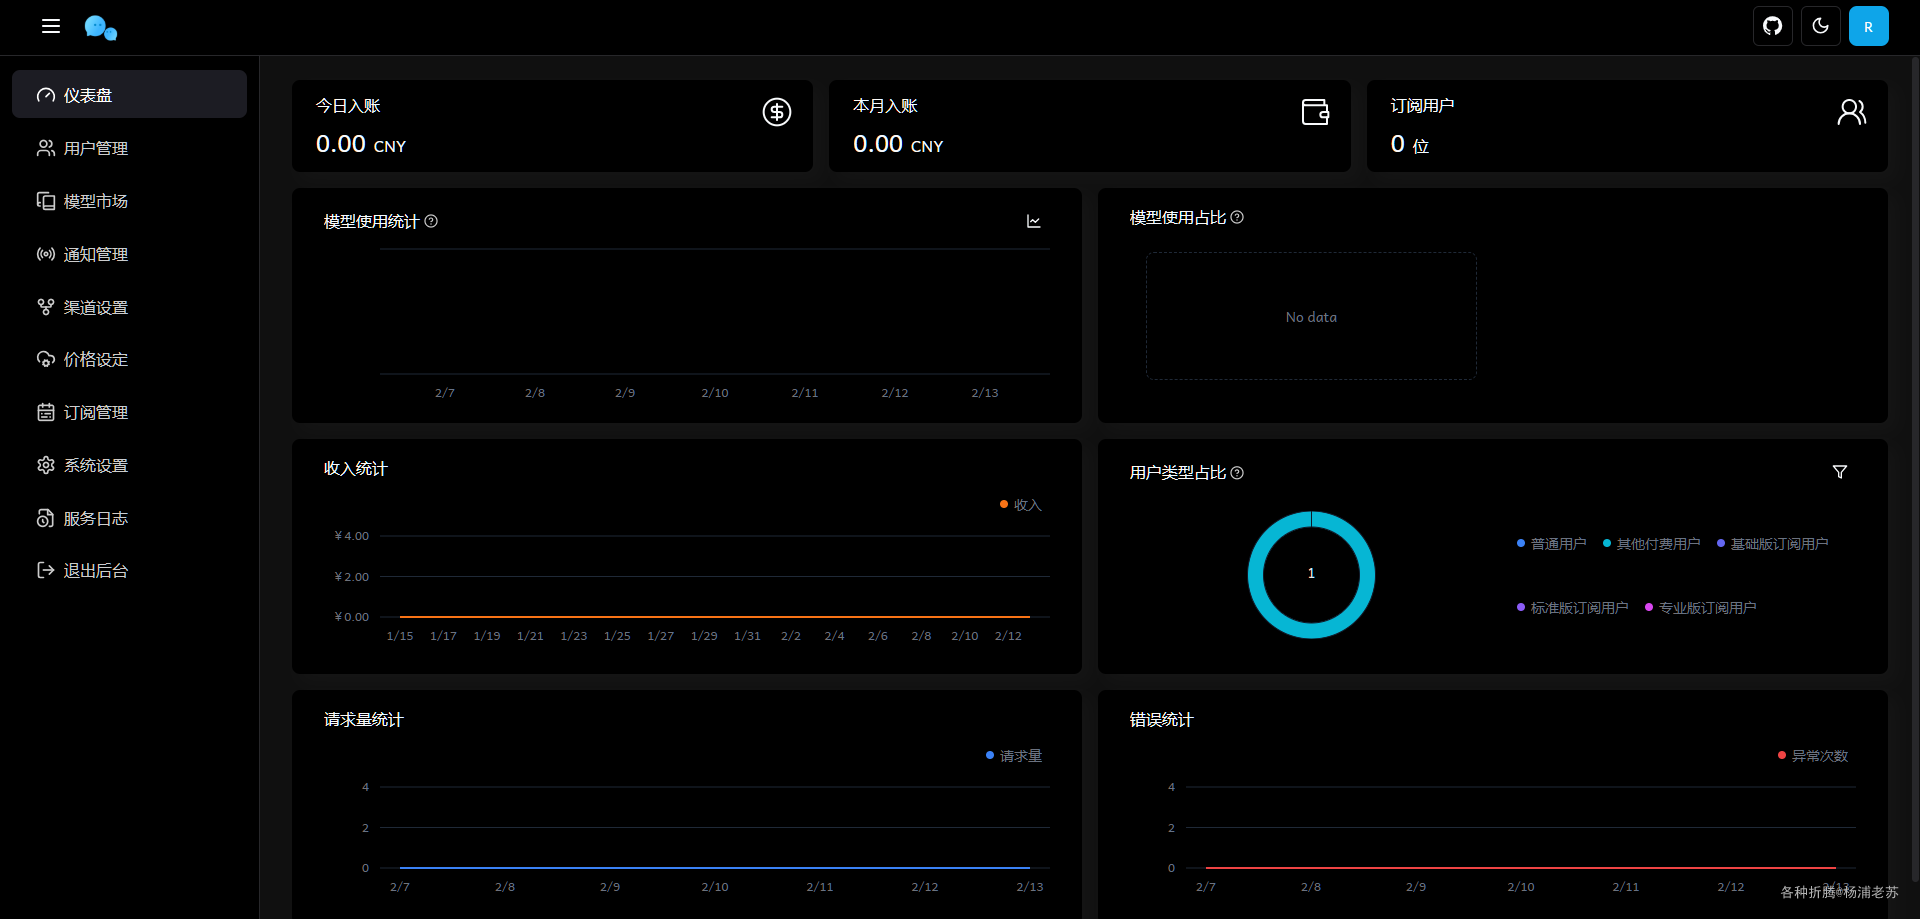 R
仪表盘
用户管理
模型市场
通知管理
渠道设置
价格设定
订阅管理
系统设置
服务日志
退出后台
今日入账
0.00 CNY
本月入账
0.00 CNY
订阅用户
0 位
模型使用统计
2/7 2/8 2/9 2/10 2/11 2/12 2/13
模型使用占比
No data
收入统计
收入
¥4.00
¥2.00
¥0.00
1/15 1/17 1/19 1/21 1/23 1/25 1/27 1/29 1/31 2/2 2/4 2/6 2/8 2/10 2/12
用户类型占比
1
普通用户 其他付费用户 基础版订阅用户
标准版订阅用户 专业版订阅用户
请求量统计
请求量
4
2
0
2/7 2/8 2/9 2/10 2/11 2/12 2/13
错误统计
异常次数
4
2
0
2/7 2/8 2/9 2/10 2/11 2/12 2/13
各种折腾@杨浦老苏